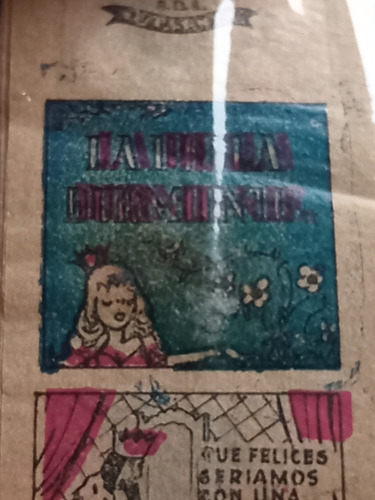 LA BELLA
DURMIENTE
QUE FELICES
SERIAMOS
CON UNA